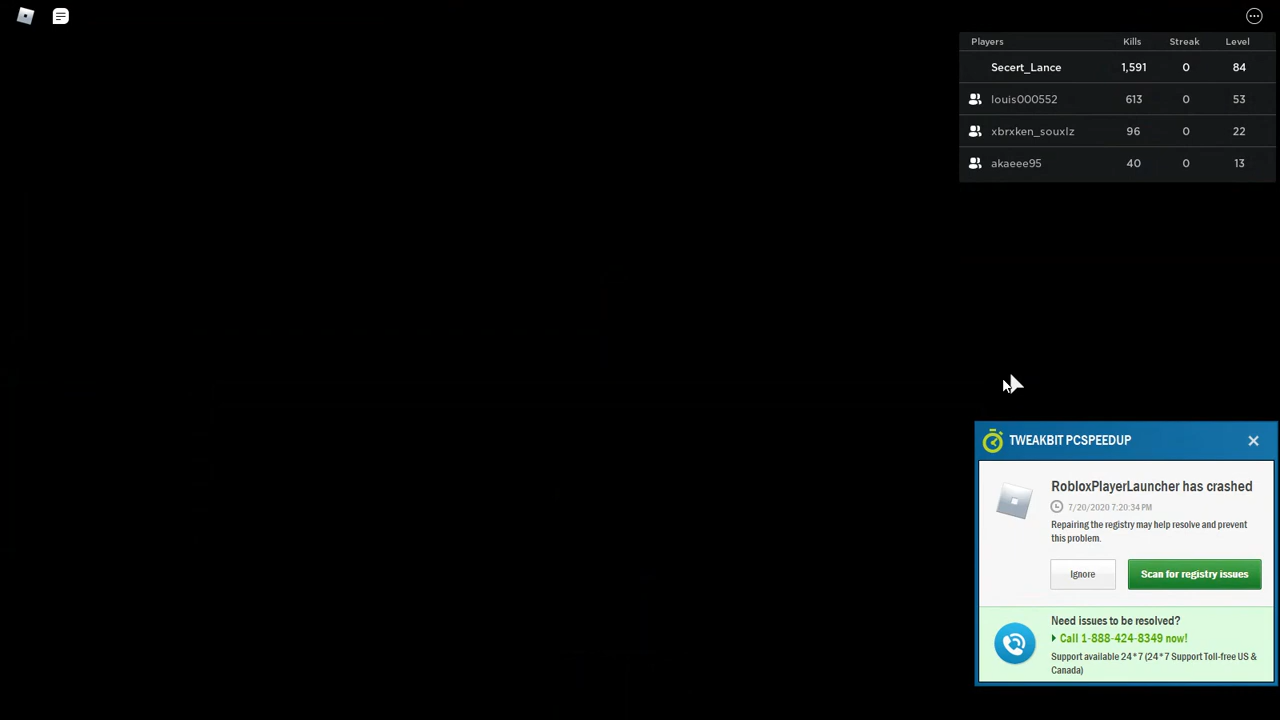 Players Kills Streak Level
Secert_Lance 1,591 0 84
louis000552 613 0 53
xbrxken_souxlz 96 0 22
akaeee95 40 0 13
TWEAKBIT PCSPEEDUP
RobloxPlayerLauncher has crashed
7/20/2020 7:20:34 PM
Repairing the registry may help resolve and prevent
this problem.
Ignore Scan for registry issues
Need issues to be resolved?
Call 1-888-424-8349 now!
Support available 24*7 (24*7 Support Toll-free US &
Canada)